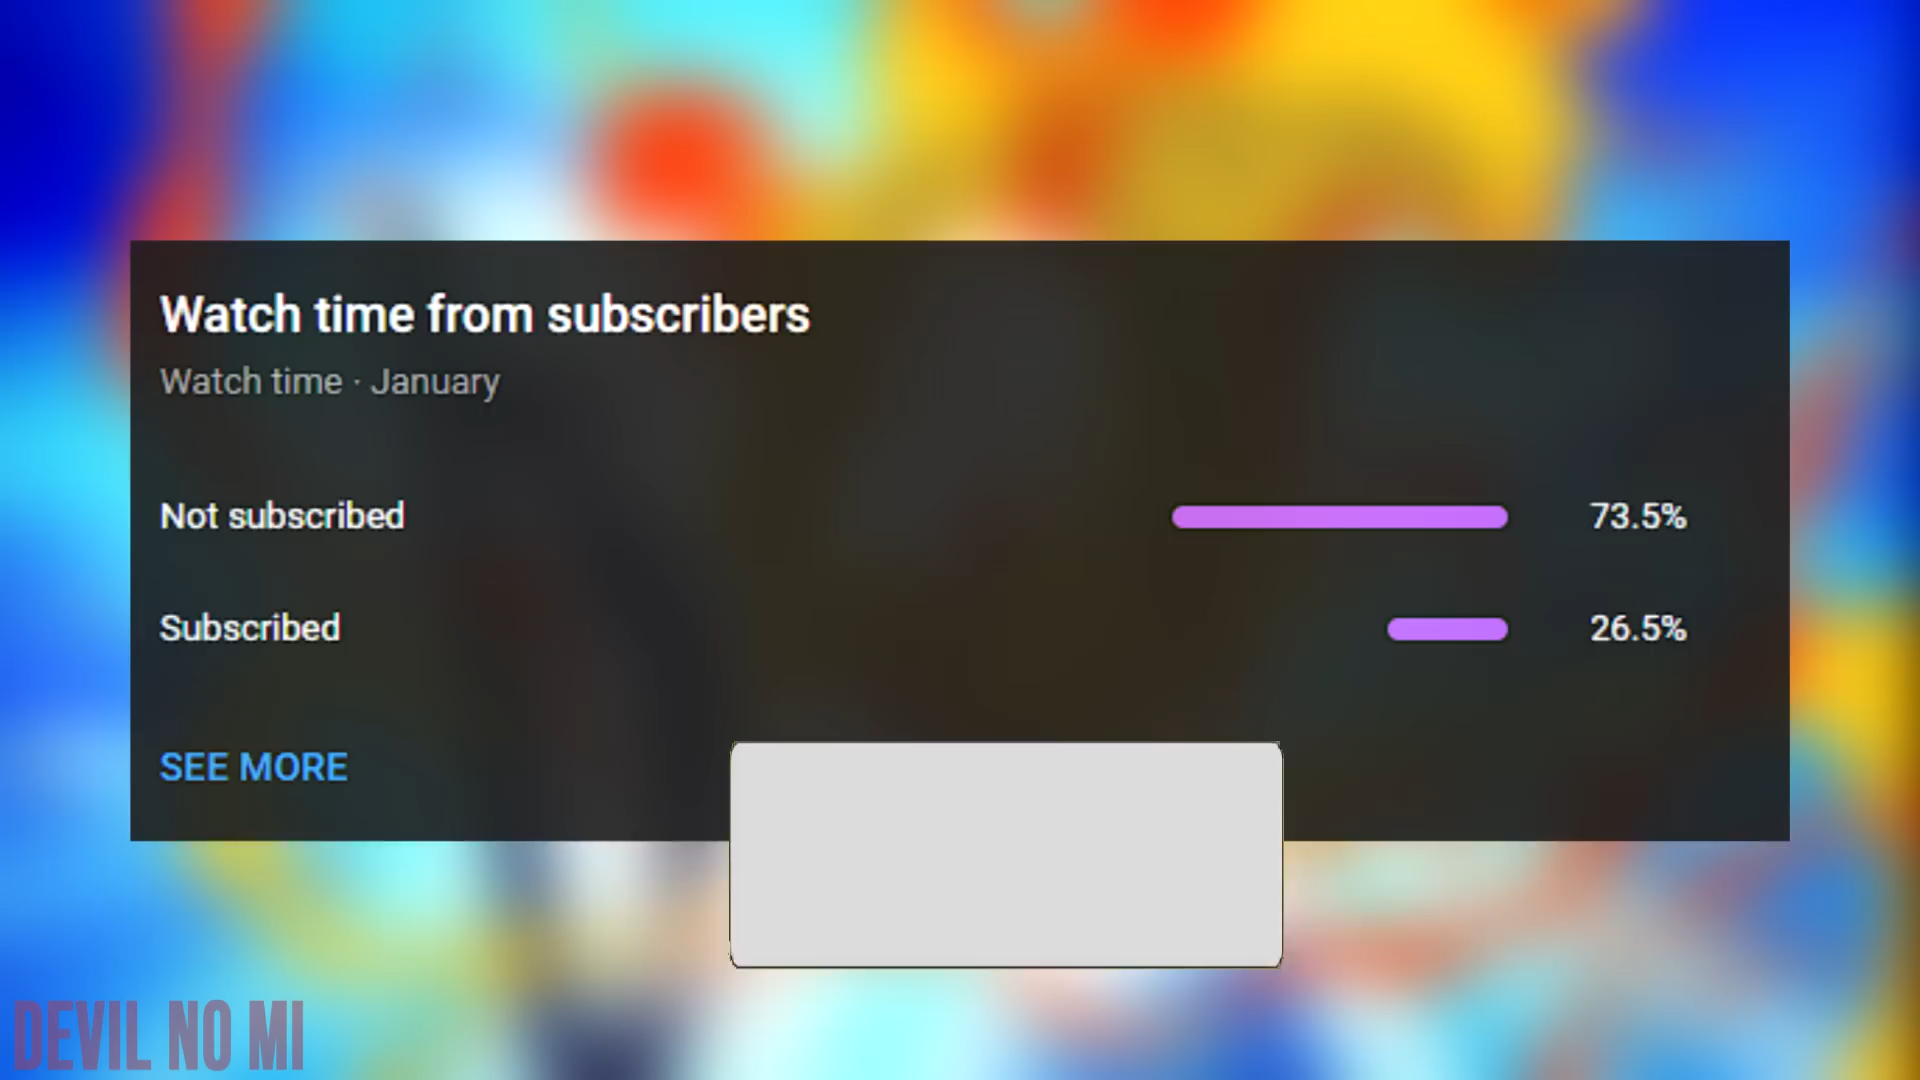 Watch time from subscribers
Watch time · January
Not subscribed 73.5%
Subscribed 26.5%
SEE MORE
DEVIL NO MI